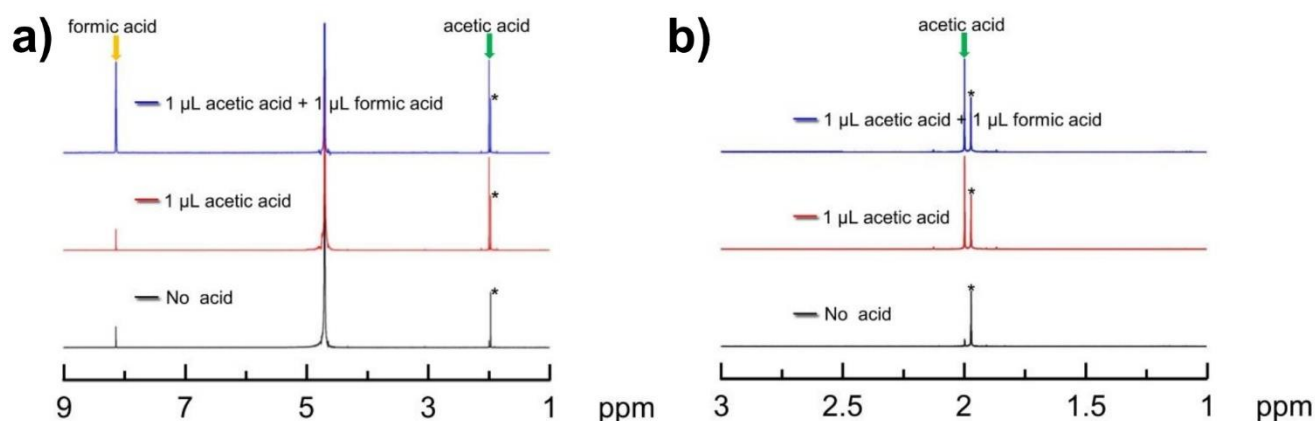 a)
formic acid
acetic acid
1 µL acetic acid + 1 µL formic acid
*
1 µL acetic acid
*
No acid
*
9 7 5 3 1 ppm
b)
acetic acid
*
1 µL acetic acid + 1 µL formic acid
*
1 µL acetic acid
*
No acid
3 2.5 2 1.5 1 ppm